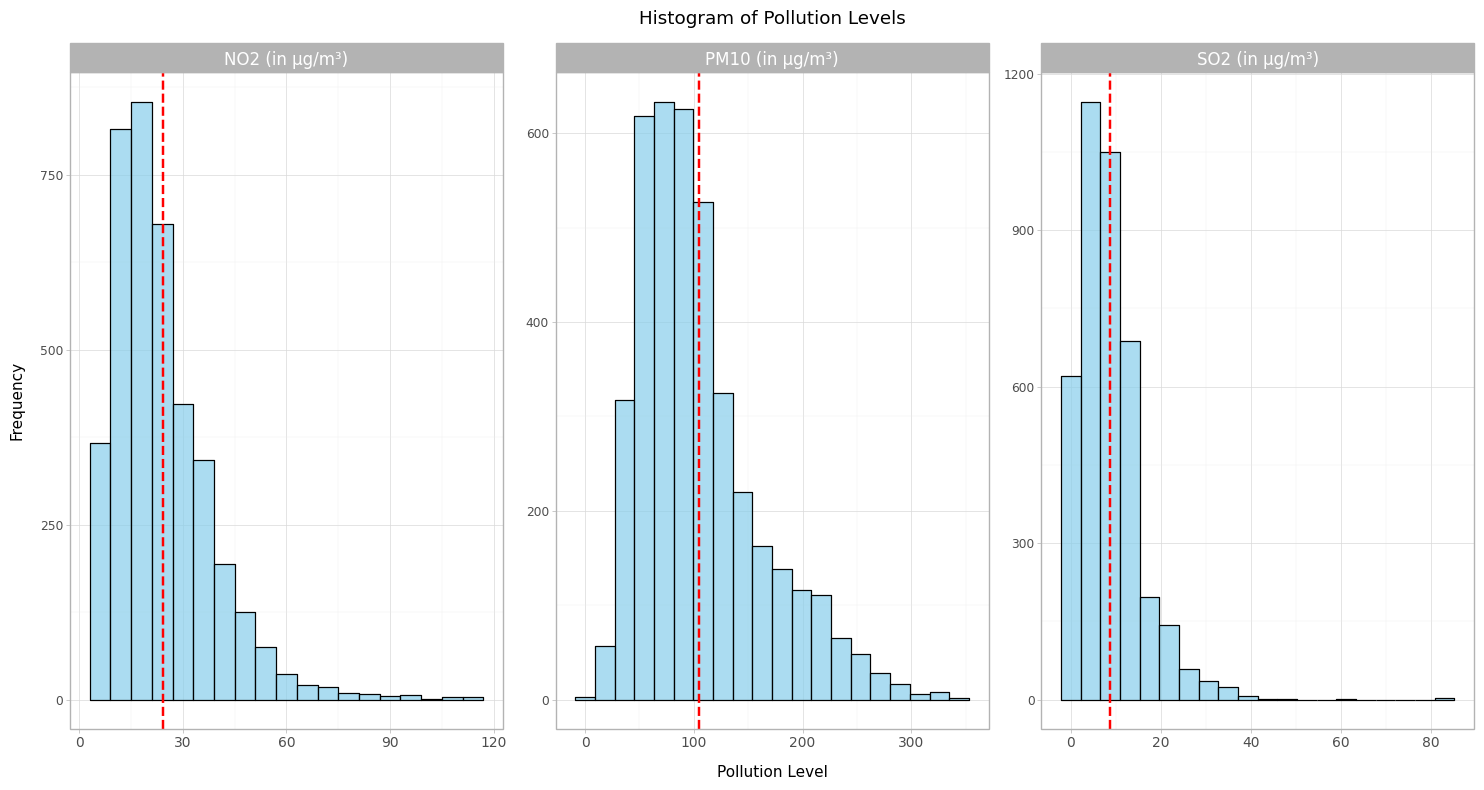 Histogram of Pollution Levels
NO2 (in µg/m³)
PM10 (in µg/m³)
SO2 (in µg/m³)
Frequency
750
500
250
0
0 30 60 90 120
600
400
200
0
0 100 200 300
1200
900
600
300
0
0 20 40 60 80
Pollution Level